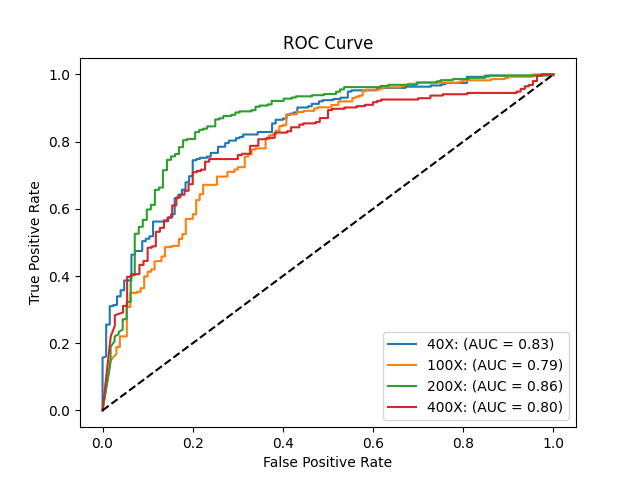 ROC Curve
1.0
0.8
0.6
0.4
0.2
0.0
True Positive Rate
0.0 0.2 0.4 0.6 0.8 1.0
False Positive Rate
40X: (AUC = 0.83)
100X: (AUC = 0.79)
200X: (AUC = 0.86)
400X: (AUC = 0.80)